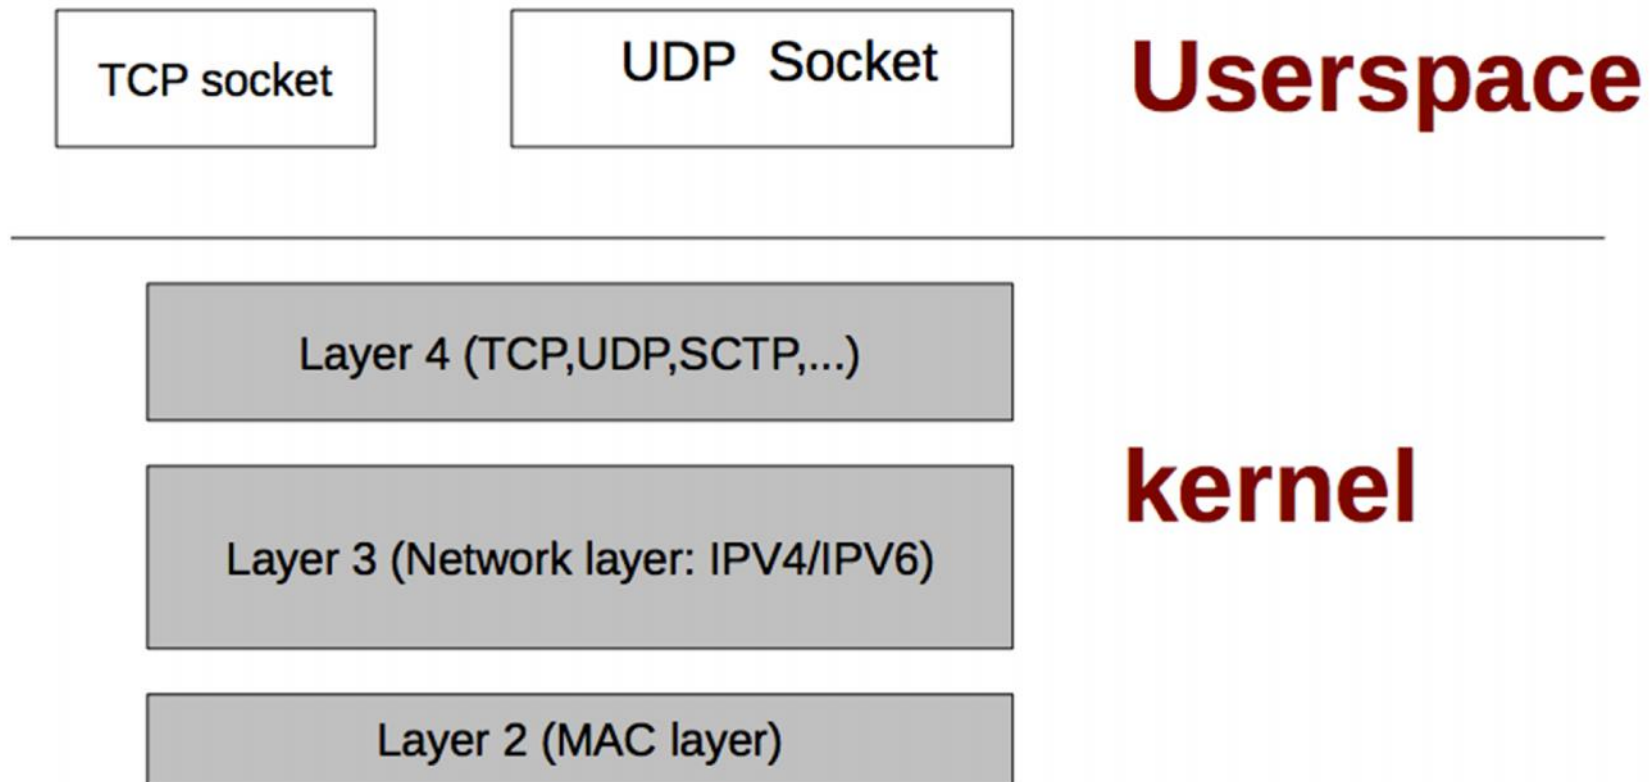 TCP socket
UDP Socket
Userspace
Layer 4 (TCP,UDP,SCTP,...)
kernel
Layer 3 (Network layer: IPV4/IPV6)
Layer 2 (MAC layer)